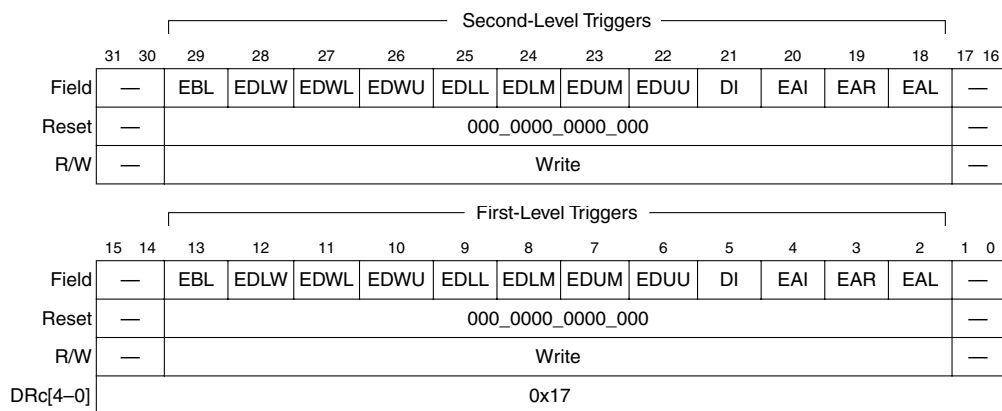 Second-Level Triggers
31 30 29 28 27 26 25 24 23 22 21 20 19 18 17 16
Field — EBL EDLW EDWL EDWU EDLL EDLM EDUM EDUU DI EAI EAR EAL —
Reset — 000_0000_0000_000 —
R/W — Write —
First-Level Triggers
15 14 13 12 11 10 9 8 7 6 5 4 3 2 1 0
Field — EBL EDLW EDWL EDWU EDLL EDLM EDUM EDUU DI EAI EAR EAL —
Reset — 000_0000_0000_000 —
R/W — Write —
DRc[4–0] 0x17